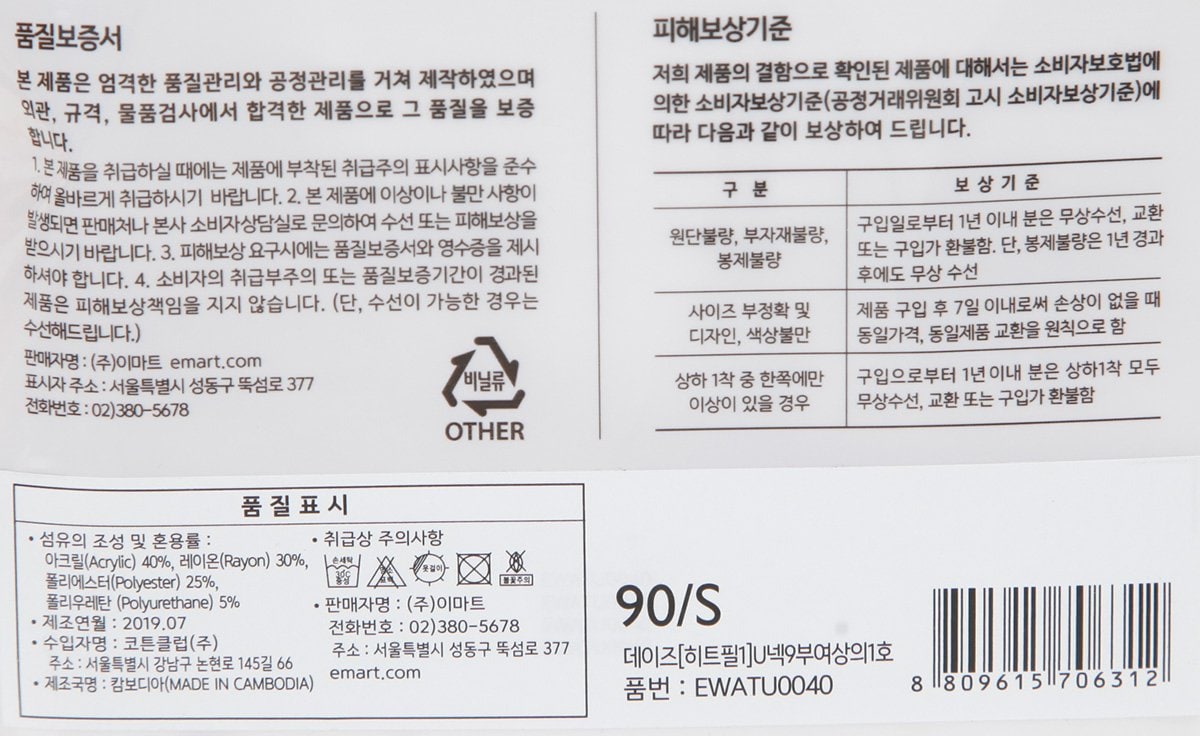 품질보증서
본 제품은 엄격한 품질관리와 공정관리를 거쳐 제작하였으며
외관, 규격, 물품검사에서 합격한 제품으로 그 품질을 보증
합니다.
1. 본 제품을 취급하실 때에는 제품에 부착된 취급주의 표시사항을 준수
하여 올바르게 취급하시기 바랍니다. 2. 본 제품에 이상이나 불만 사항이
발생되면 판매처나 본사 소비자상담실로 문의하여 수선 또는 피해보상을
받으시기 바랍니다. 3. 피해보상 요구시에는 품질보증서와 영수증을 제시
하셔야 합니다. 4. 소비자의 취급부주의 또는 품질보증기간이 경과된
제품은 피해보상책임을 지지 않습니다. (단, 수선이 가능한 경우는
수선해드립니다.)
판매자명 : (주)이마트 emart.com
표시자 주소 : 서울특별시 성동구 뚝섬로 377
전화번호 : 02)380-5678
비닐류
OTHER
피해보상기준
저희 제품의 결함으로 확인된 제품에 대해서는 소비자보호법에
의한 소비자보상기준(공정거래위원회 고시 소비자보상기준)에
따라 다음과 같이 보상하여 드립니다.
구 분 보 상 기 준
원단불량, 부자재불량,
봉제불량
구입일로부터 1년 이내 분은 무상수선, 교환
또는 구입가 환불함. 단, 봉제불량은 1년 경과
후에도 무상 수선
사이즈 부정확 및
디자인, 색상불만
제품 구입 후 7일 이내로써 손상이 없을 때
동일가격, 동일제품 교환을 원칙으로 함
상하 1착 중 한쪽에만
이상이 있을 경우
구입으로부터 1년 이내 분은 상하1착 모두
무상수선, 교환 또는 구입가 환불함
품 질 표 시
• 섬유의 조성 및 혼용률 :
아크릴(Acrylic) 40%, 레이온(Rayon) 30%,
폴리에스터(Polyester) 25%,
폴리우레탄 (Polyurethane) 5%
• 제조연월 : 2019.07
• 수입자명 : 코튼클럽(주)
주소 : 서울특별시 강남구 논현로 145길 66
• 제조국명 : 캄보디아(MADE IN CAMBODIA)
• 취급상 주의사항
손세탁
30c
중성
염소
표백
옷걸이
불꽃주의
• 판매자명 : (주)이마트
전화번호 : 02)380-5678
주소 : 서울특별시 성동구 뚝섬로 377
emart.com
90/S
데이즈[히트필1]U넥9부여상의1호
품번 : EWATU0040
8 809615 706312